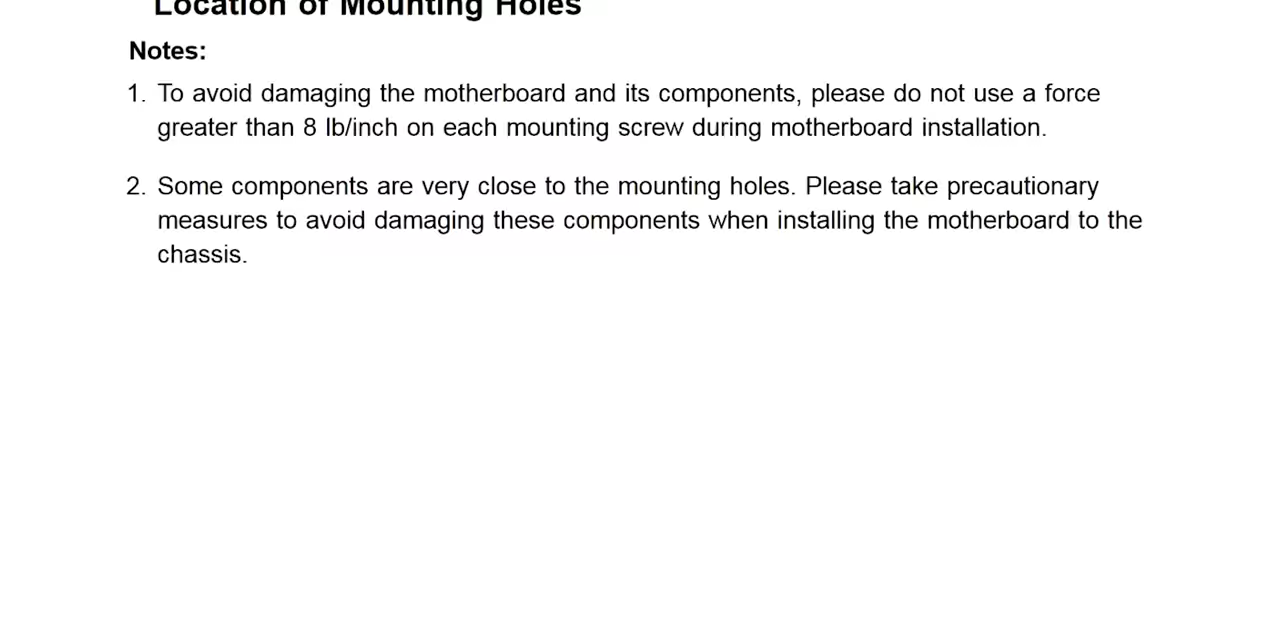 Location of Mounting Holes
Notes:
1. To avoid damaging the motherboard and its components, please do not use a force
greater than 8 lb/inch on each mounting screw during motherboard installation.
2. Some components are very close to the mounting holes. Please take precautionary
measures to avoid damaging these components when installing the motherboard to the
chassis.